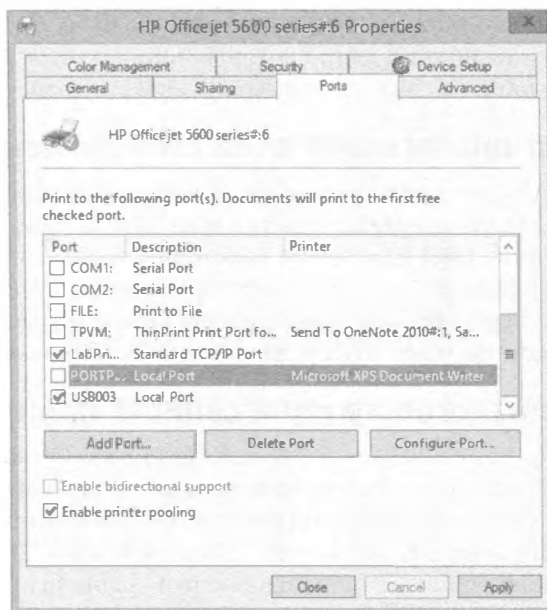 HP Officejet 5600 series#:6 Properties
Color Management Security Device Setup
General Sharing Ports Advanced
HP Officejet 5600 series#:6
Print to the following port(s). Documents will print to the first free
checked port.
Port Description Printer
COM1: Serial Port
COM2: Serial Port
FILE: Print to File
TPVM: ThinPrint Print Port fo... Send To OneNote 2010#:1, Sa...
LabPri... Standard TCP/IP Port
PORTP... Local Port Microsoft XPS Document Writer
USB003 Local Port
Add Port... Delete Port Configure Port...
Enable bidirectional support
Enable printer pooling
Close Cancel Apply